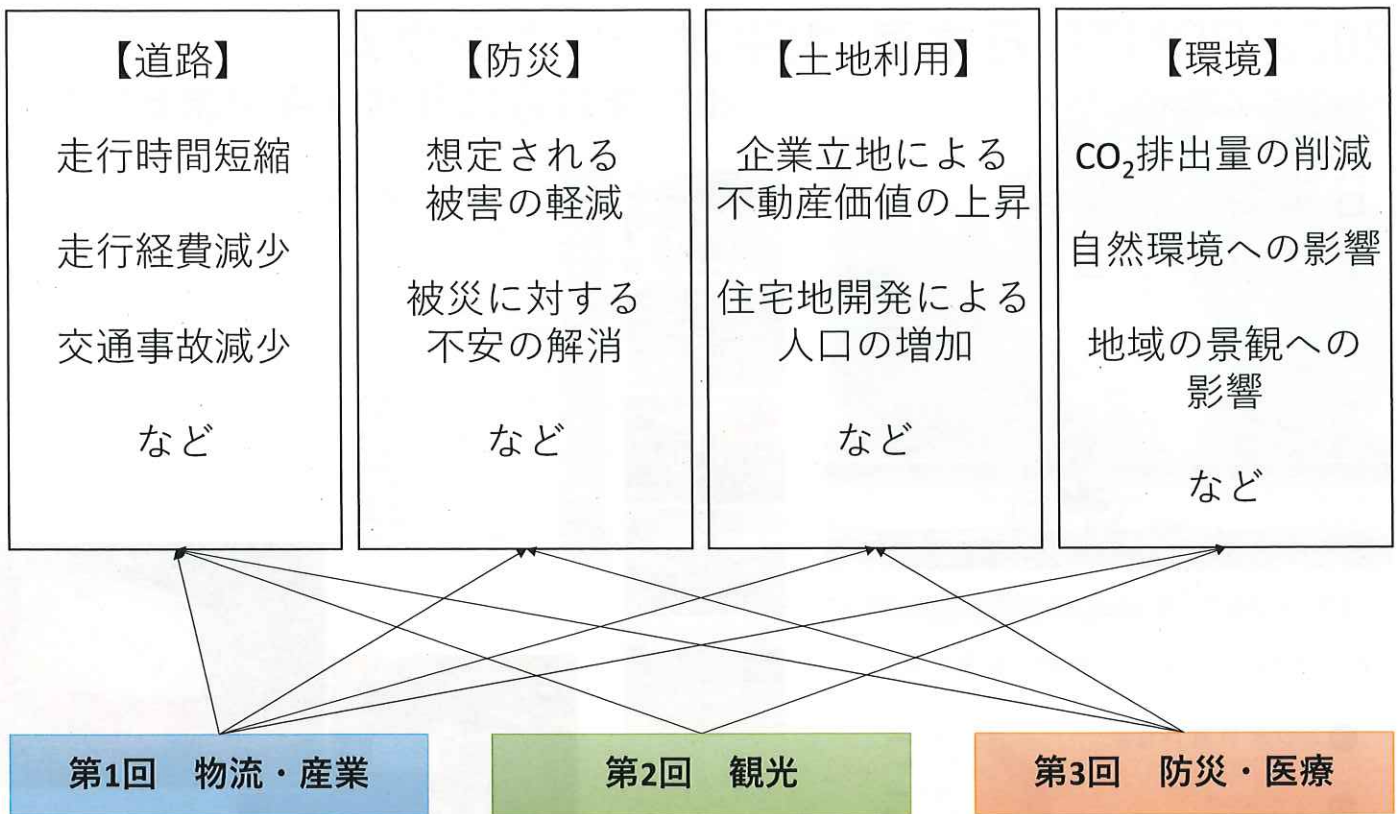 【道路】
走行時間短縮
走行経費減少
交通事故減少
など
【防災】
想定される
被害の軽減
被災に対する
不安の解消
など
【土地利用】
企業立地による
不動産価値の上昇
住宅地開発による
人口の増加
など
【環境】
CO₂排出量の削減
自然環境への影響
地域の景観への
影響
など
第1回　物流・産業
第2回　観光
第3回　防災・医療